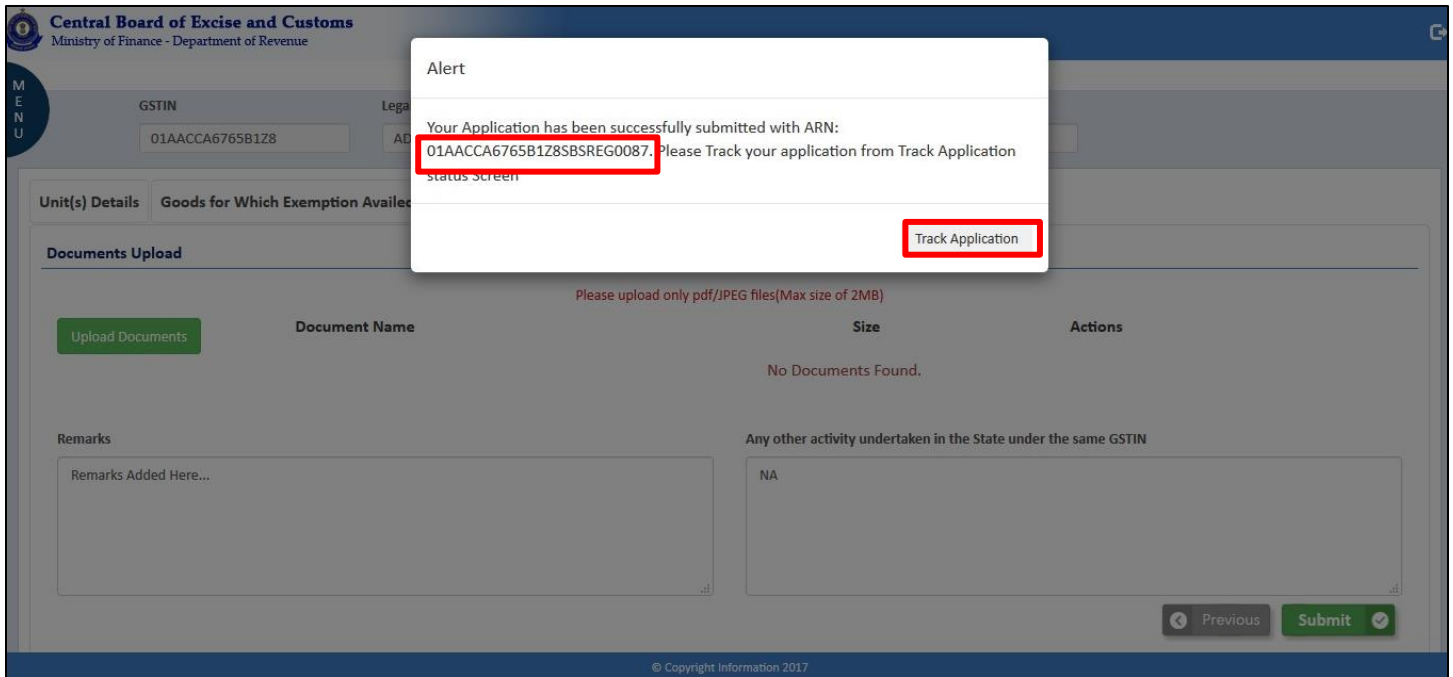 Central Board of Excise and Customs
Ministry of Finance - Department of Revenue
MENU
GSTIN
Lega
01AACCA6765B1Z8
AD
Alert
Your Application has been successfully submitted with ARN:
01AACCA6765B1Z8SBSREG0087. Please Track your application from Track Application
status Screen
Track Application
Unit(s) Details Goods for Which Exemption Availed
Documents Upload
Please upload only pdf/JPEG files(Max size of 2MB)
Upload Documents Document Name Size Actions
No Documents Found.
Remarks Any other activity undertaken in the State under the same GSTIN
Remarks Added Here... NA
Previous Submit
© Copyright Information 2017